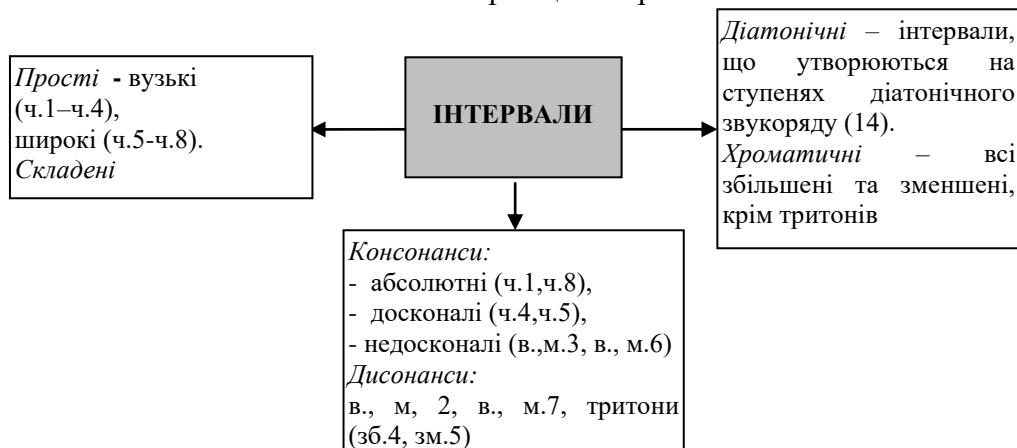 Прості - вузькі
(ч.1–ч.4),
широкі (ч.5-ч.8).
Складені
ІНТЕРВАЛИ
Діатонічні – інтервали,
що утворюються на
ступенях діатонічного
звукоряду (14).
Хроматичні – всі
збільшені та зменшені,
крім тритонів
Консонанси:
- абсолютні (ч.1,ч.8),
- досконалі (ч.4,ч.5),
- недосконалі (в.,м.3, в., м.6)
Дисонанси:
в., м, 2, в., м.7, тритони
(зб.4, зм.5)